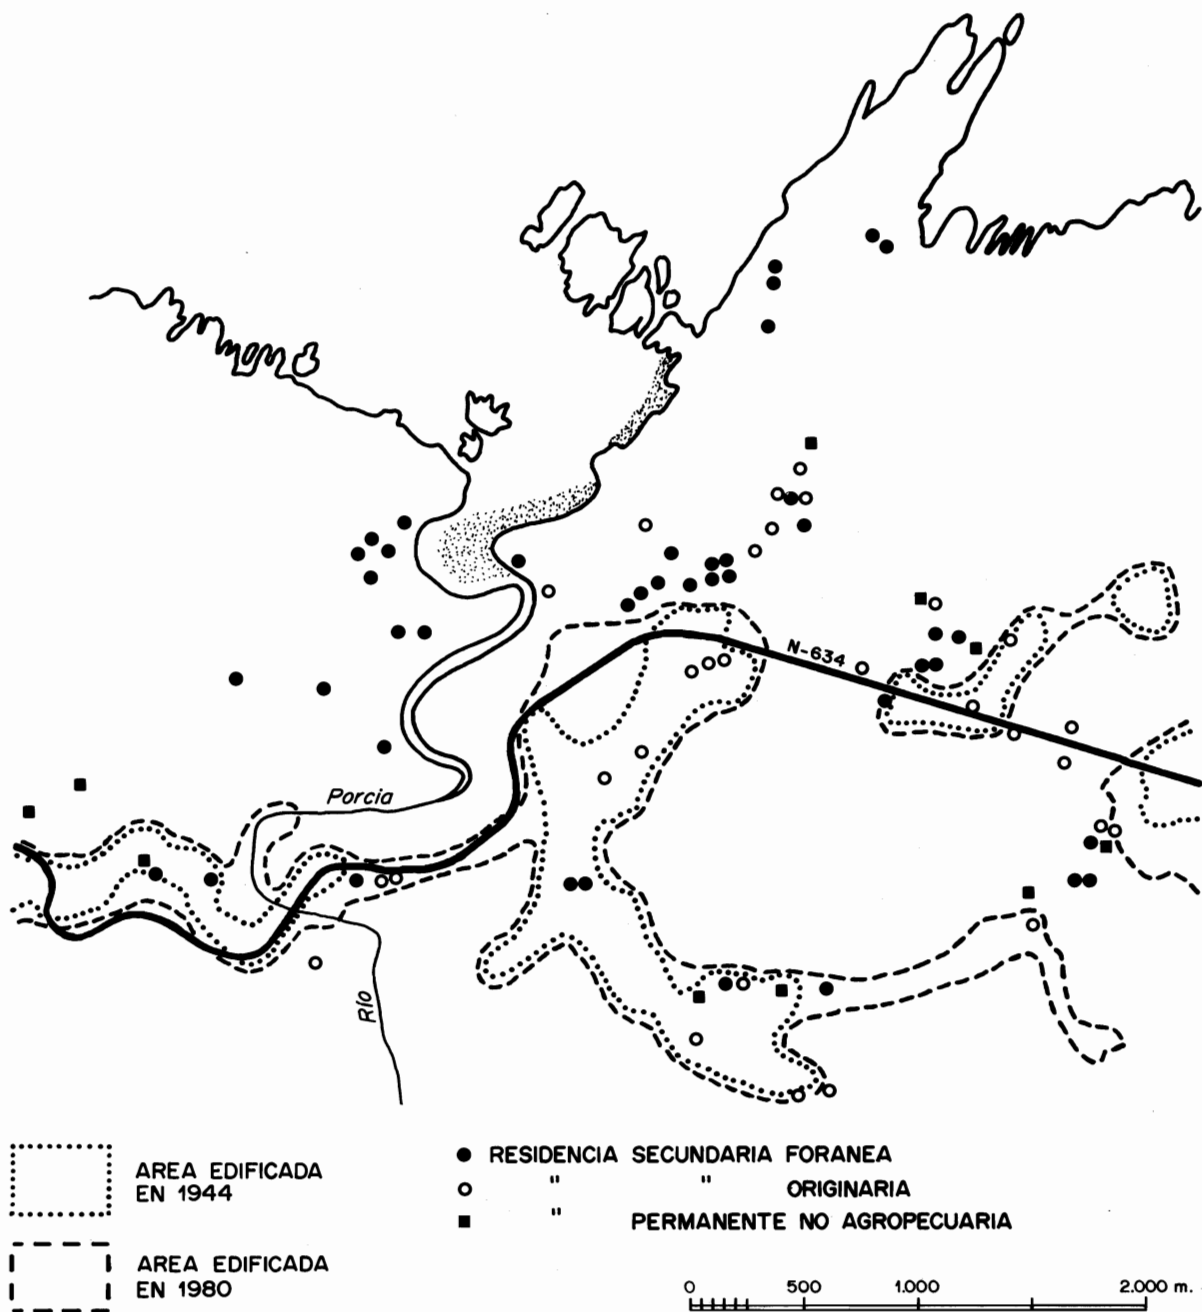 N-634
Porcia
Río
AREA EDIFICADA
EN 1944
AREA EDIFICADA
EN 1980
RESIDENCIA SECUNDARIA FORANEA
" " ORIGINARIA
" PERMANENTE NO AGROPECUARIA
0 500 1.000 2.000 m.